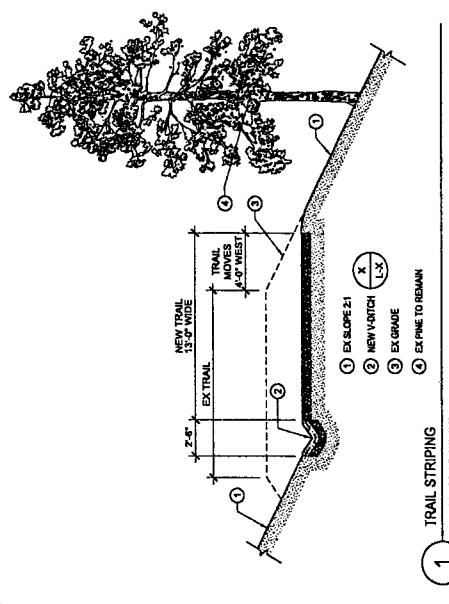 4
3
1
TRAIL
MOVES
4'-0" WEST
NEW TRAIL
13'-0" WIDE
EX TRAIL
2'-6"
2
1
1 EX SLOPE 2:1
2 NEW V-DITCH
X
L-X
3 EX GRADE
4 EX PINE TO REMAIN
1
TRAIL STRIPING